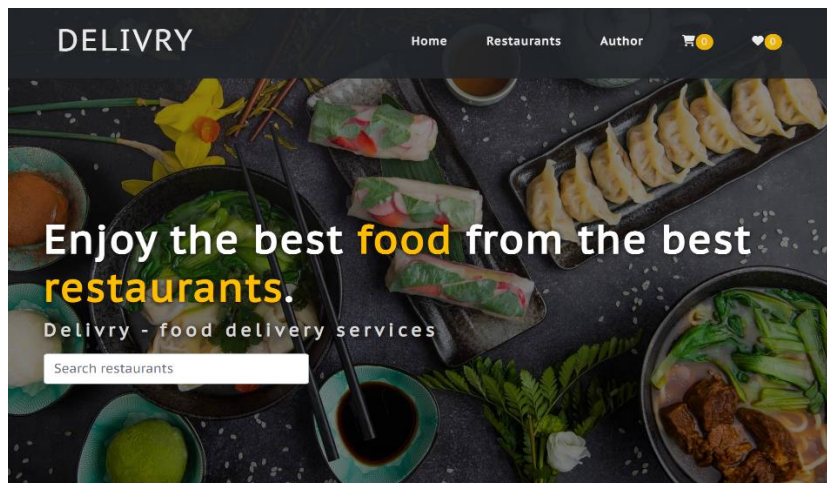 DELIVRY
Home Restaurants Author 0 0
Enjoy the best food from the best
restaurants.
Delivry - food delivery services
Search restaurants